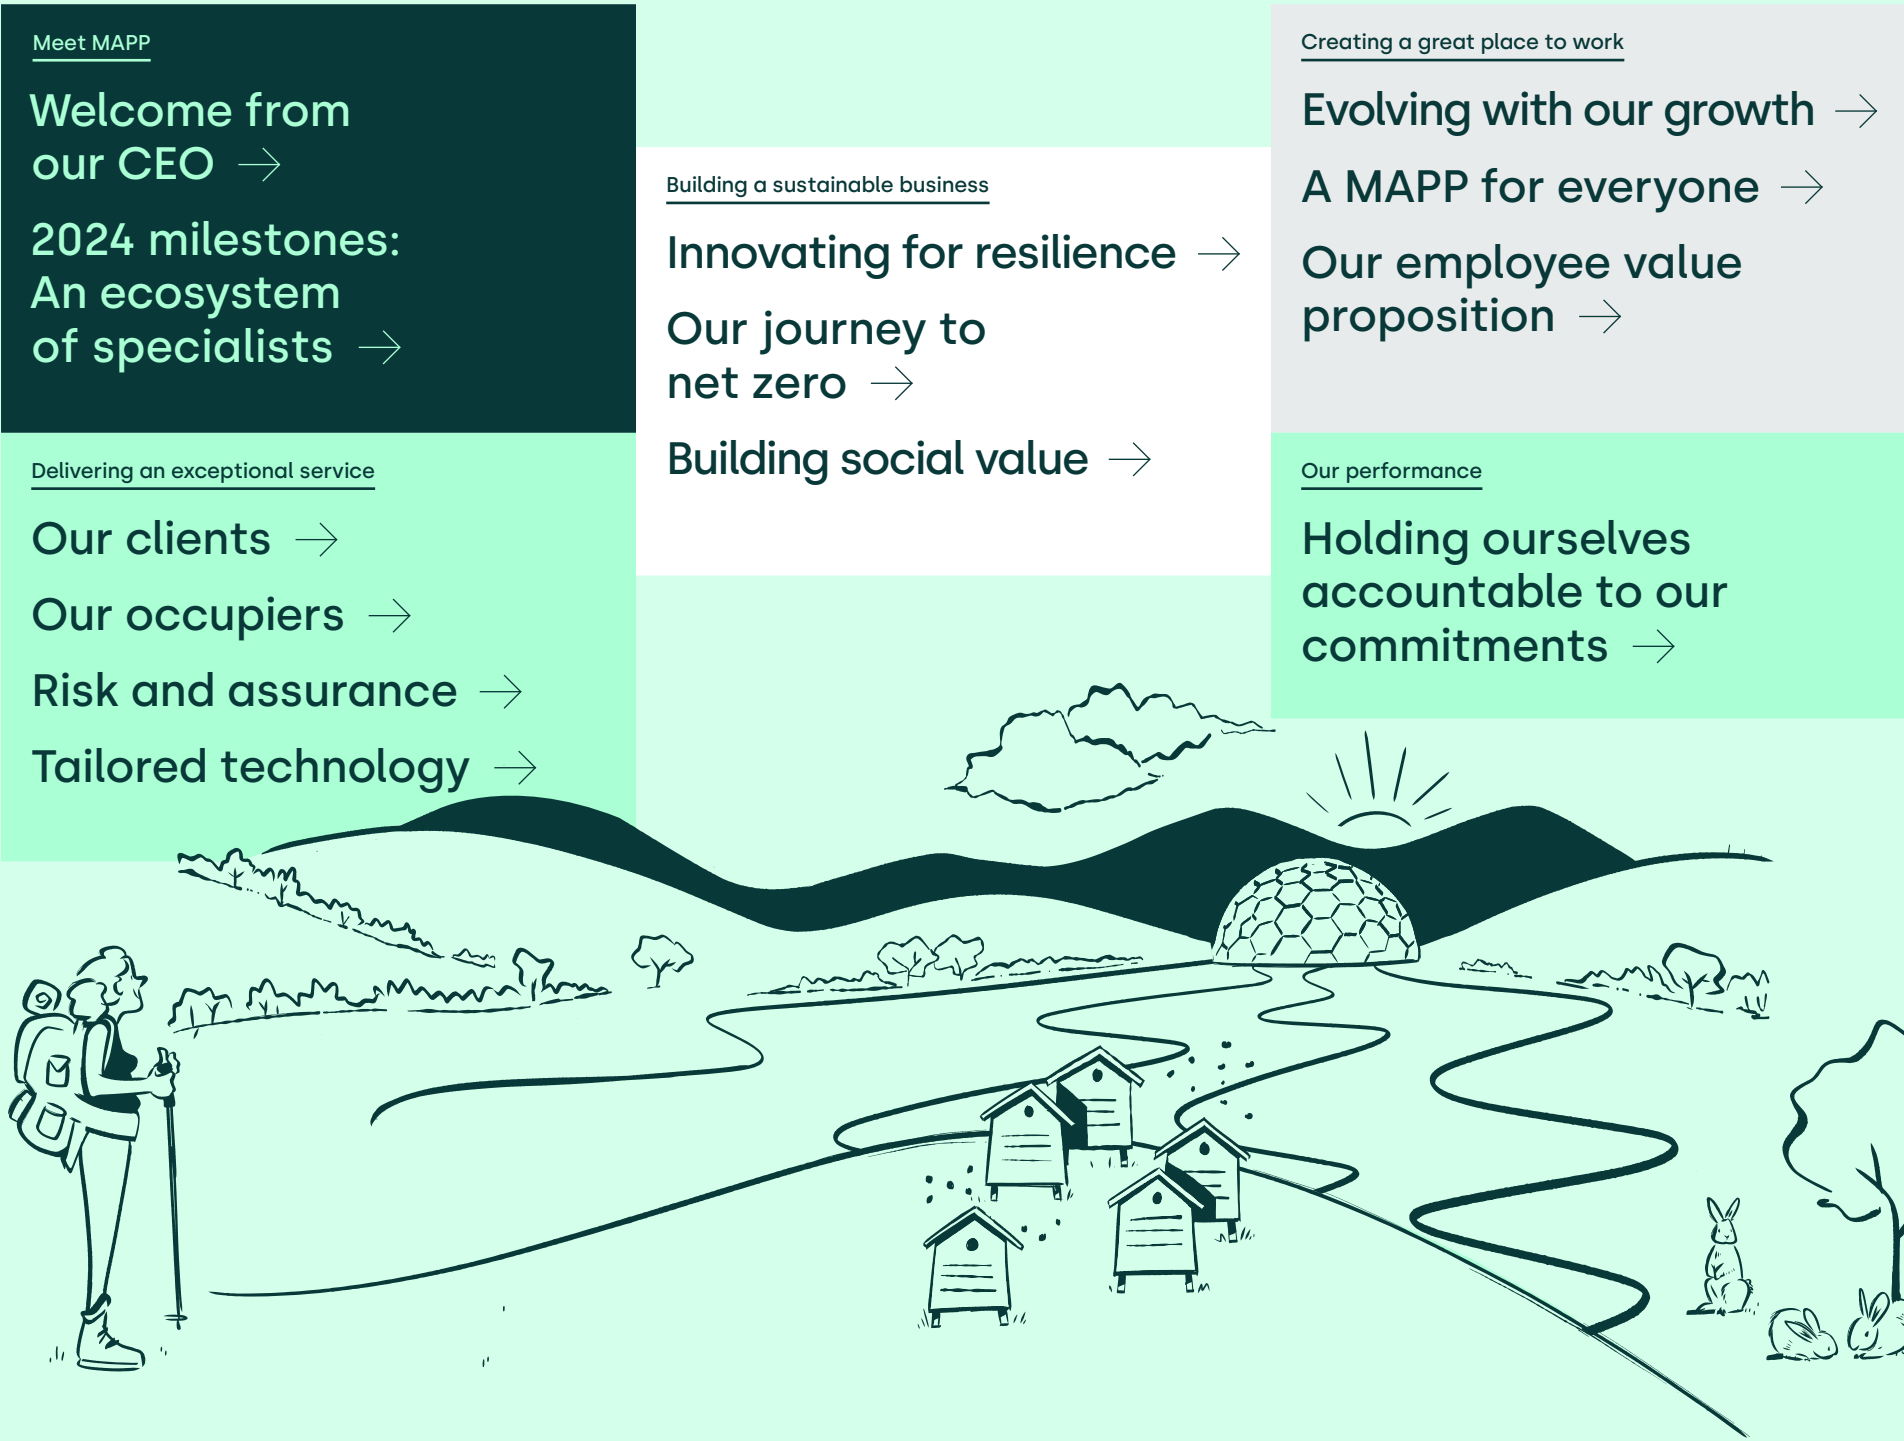 Meet MAPP
Welcome from
our CEO →
2024 milestones:
An ecosystem
of specialists →
Delivering an exceptional service
Our clients →
Our occupiers →
Risk and assurance →
Tailored technology →
Building a sustainable business
Innovating for resilience →
Our journey to
net zero →
Building social value →
Creating a great place to work
Evolving with our growth →
A MAPP for everyone →
Our employee value
proposition →
Our performance
Holding ourselves
accountable to our
commitments →